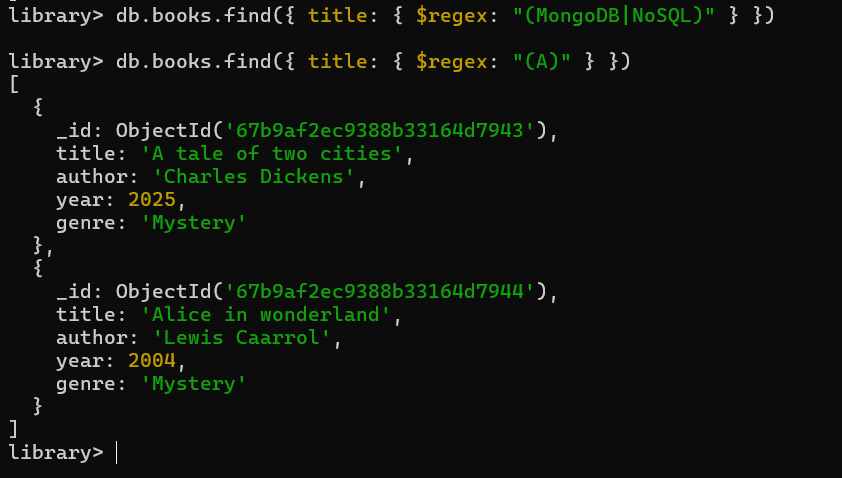 library> db.books.find({ title: { $regex: "(MongoDB|NoSQL)" } })
library> db.books.find({ title: { $regex: "(A)" } })
[
  {
    _id: ObjectId('67b9af2ec9388b33164d7943'),
    title: 'A tale of two cities',
    author: 'Charles Dickens',
    year: 2025,
    genre: 'Mystery'
  },
  {
    _id: ObjectId('67b9af2ec9388b33164d7944'),
    title: 'Alice in wonderland',
    author: 'Lewis Caarrol',
    year: 2004,
    genre: 'Mystery'
  }
]
library>